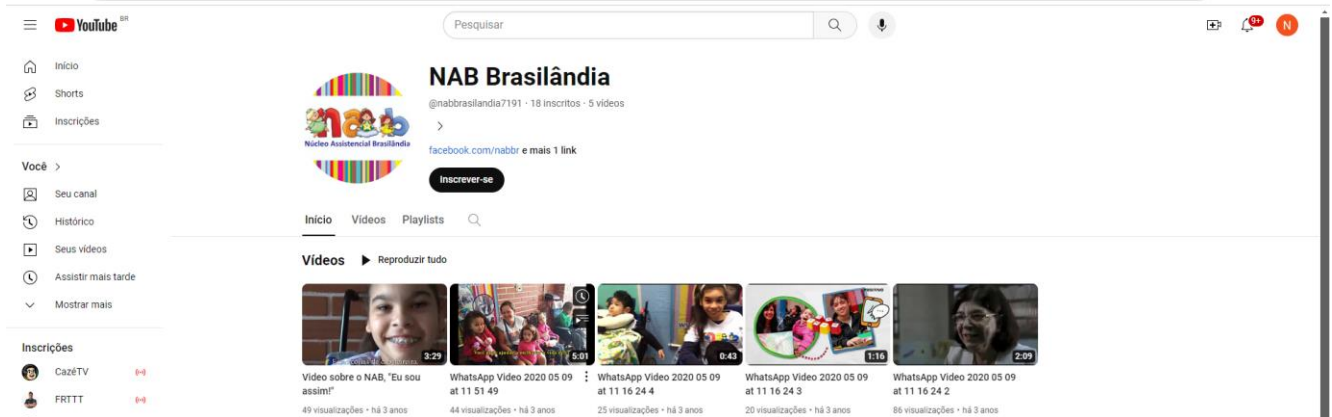 YouTube BR
Pesquisar
9+
N
Início
Shorts
Inscrições
Você >
Seu canal
Histórico
Seus vídeos
Assistir mais tarde
Mostrar mais
Inscrições
CazéTV
FRTTT
nab
Núcleo Assistencial Brasilândia
NAB Brasilândia
@nabbrasilandia7191 · 18 inscritos · 5 vídeos
facebook.com/nabbr e mais 1 link
Inscrever-se
Início Vídeos Playlists
Vídeos Reproduzir tudo
3:29
5:01
0:43
1:16
2:09
Video sobre o NAB, "Eu sou
assim!"
49 visualizações • há 3 anos
WhatsApp Video 2020 05 09
at 11 51 49
44 visualizações • há 3 anos
WhatsApp Video 2020 05 09
at 11 16 24 4
25 visualizações • há 3 anos
WhatsApp Video 2020 05 09
at 11 16 24 3
20 visualizações • há 3 anos
WhatsApp Video 2020 05 09
at 11 16 24 2
86 visualizações • há 3 anos